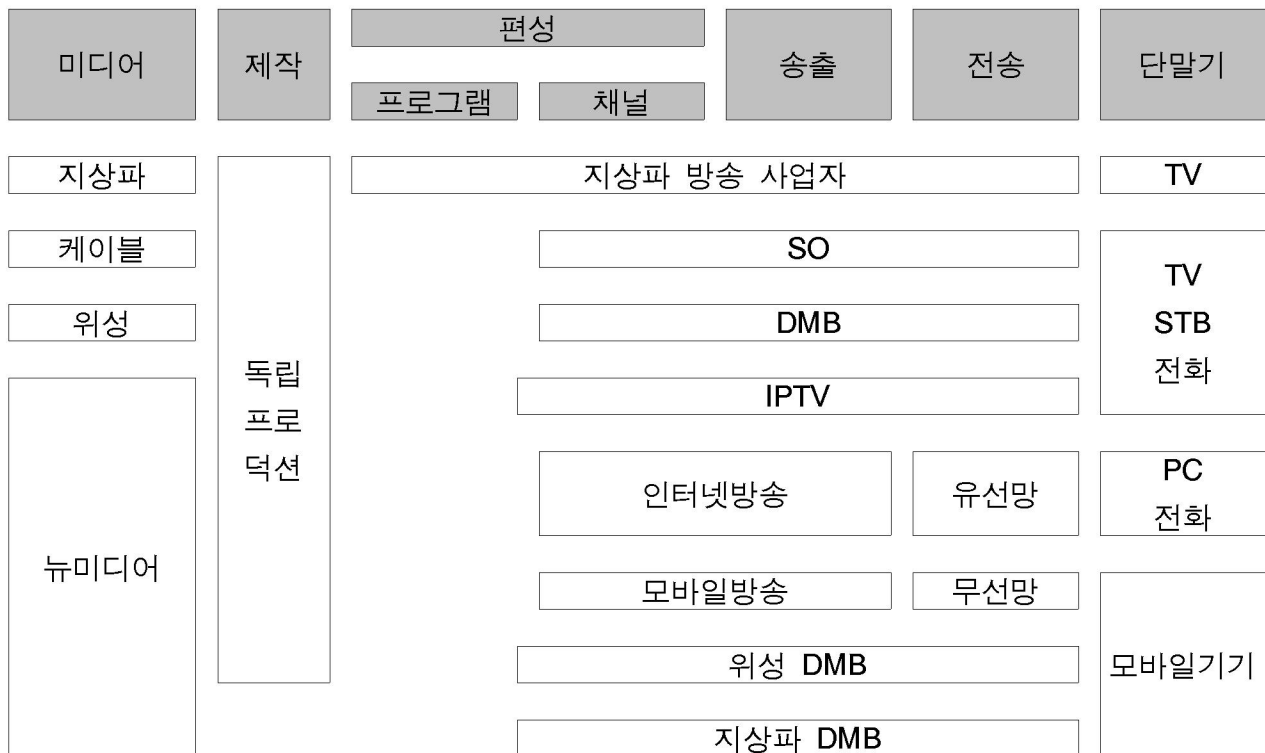 미디어 제작 편성 송출 전송 단말기
프로그램 채널
지상파 지상파 방송 사업자 TV
케이블 SO
TV
STB
전화
위성 DMB
독립
프로
덕션
IPTV
뉴미디어
인터넷방송 유선망
PC
전화
모바일방송 무선망
위성 DMB 모바일기기
지상파 DMB